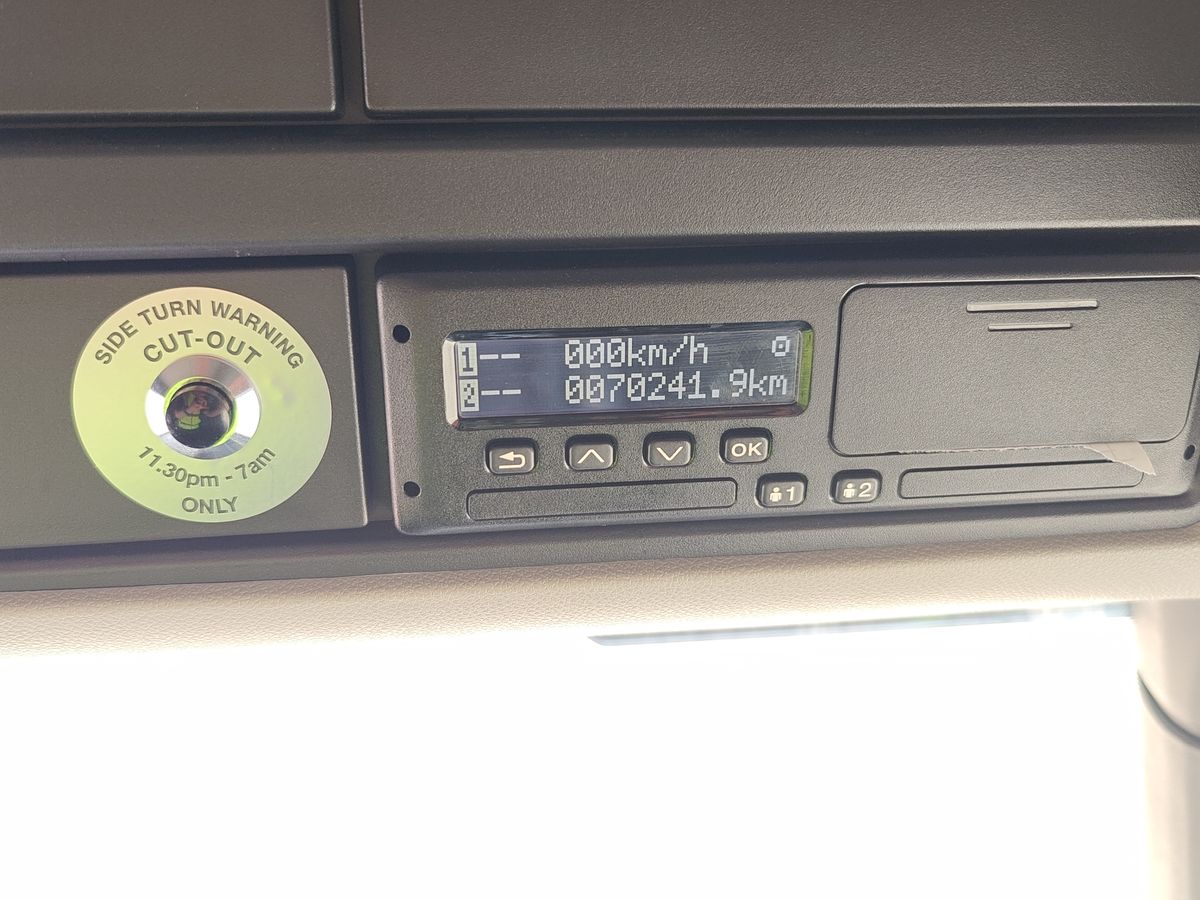 SIDE TURN WARNING
CUT-OUT
11.30pm - 7am
ONLY
1-- 000km/h
2-- 0070241.9km
OK
1
2